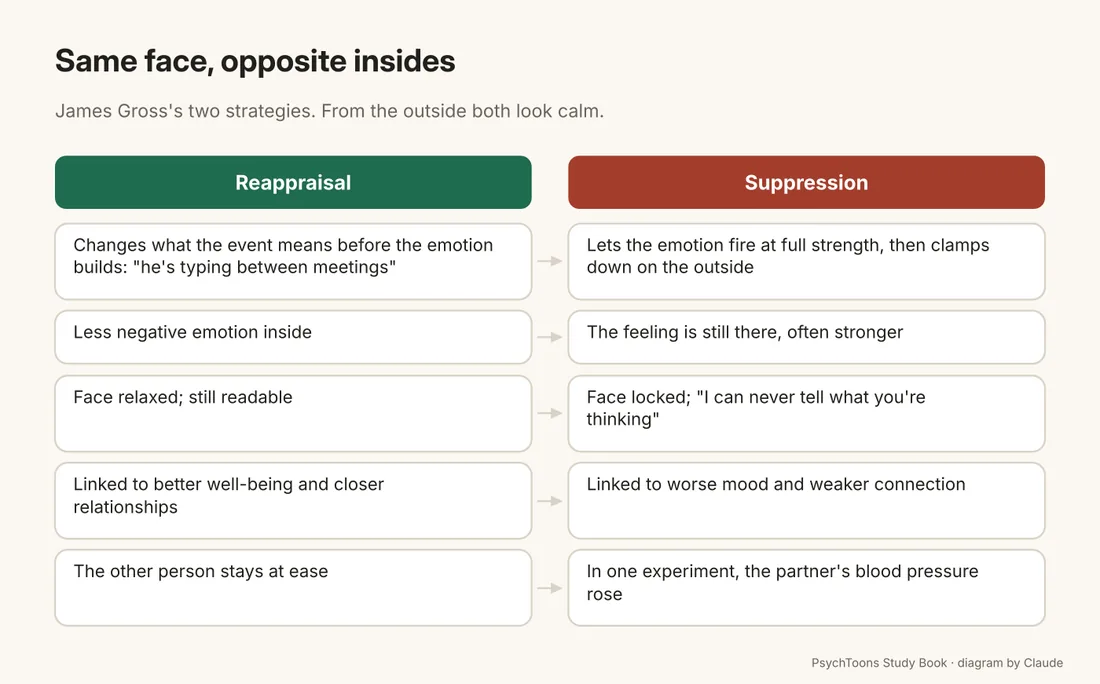 Same face, opposite insides
James Gross's two strategies. From the outside both look calm.
Reappraisal
Suppression
Changes what the event means before the emotion
builds: "he's typing between meetings"
Lets the emotion fire at full strength, then clamps
down on the outside
Less negative emotion inside
The feeling is still there, often stronger
Face relaxed; still readable
Face locked; "I can never tell what you're
thinking"
Linked to better well-being and closer
relationships
Linked to worse mood and weaker connection
The other person stays at ease
In one experiment, the partner's blood pressure
rose
PsychToons Study Book · diagram by Claude